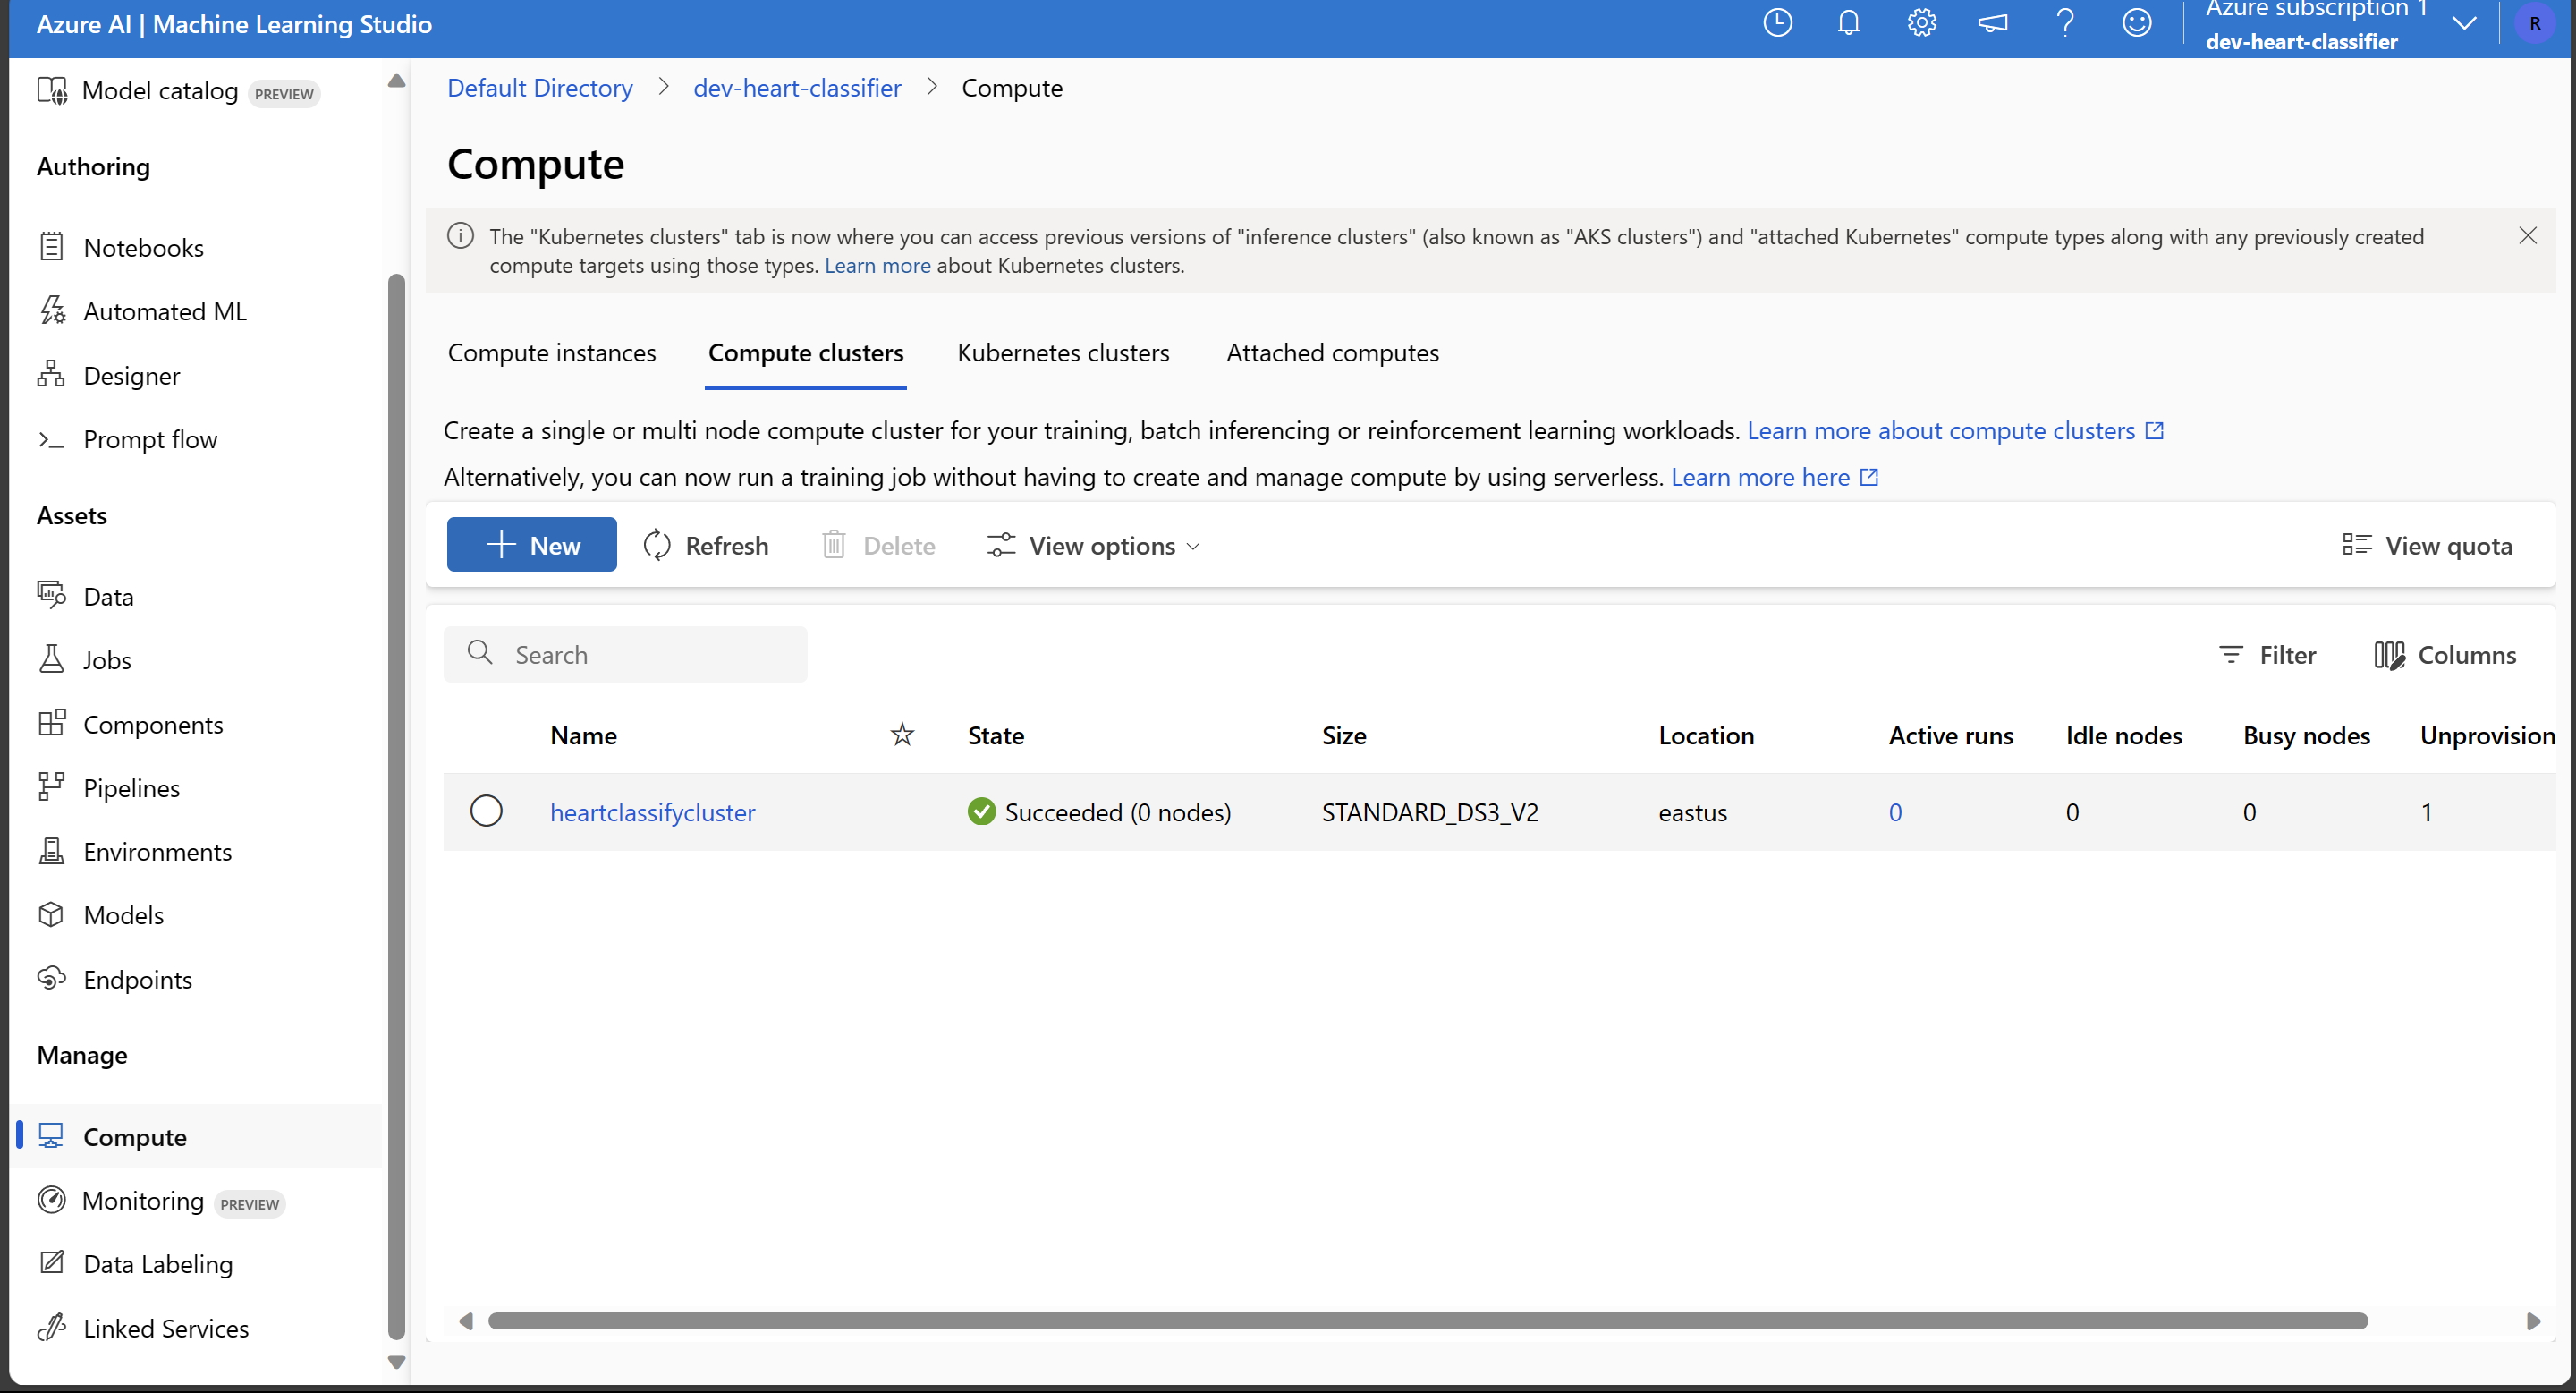 Azure AI | Machine Learning Studio
Azure subscription 1
dev-heart-classifier
R
Model catalog PREVIEW
Authoring
Notebooks
Automated ML
Designer
Prompt flow
Assets
Data
Jobs
Components
Pipelines
Environments
Models
Endpoints
Manage
Compute
Monitoring PREVIEW
Data Labeling
Linked Services
Default Directory > dev-heart-classifier > Compute
Compute
The "Kubernetes clusters" tab is now where you can access previous versions of "inference clusters" (also known as "AKS clusters") and "attached Kubernetes" compute types along with any previously created
compute targets using those types. Learn more about Kubernetes clusters.
Compute instances Compute clusters Kubernetes clusters Attached computes
Create a single or multi node compute cluster for your training, batch inferencing or reinforcement learning workloads. Learn more about compute clusters
Alternatively, you can now run a training job without having to create and manage compute by using serverless. Learn more here
New Refresh Delete View options View quota
Search Filter Columns
Name State Size Location Active runs Idle nodes Busy nodes Unprovision
heartclassifycluster Succeeded (0 nodes) STANDARD_DS3_V2 eastus 0 0 0 1